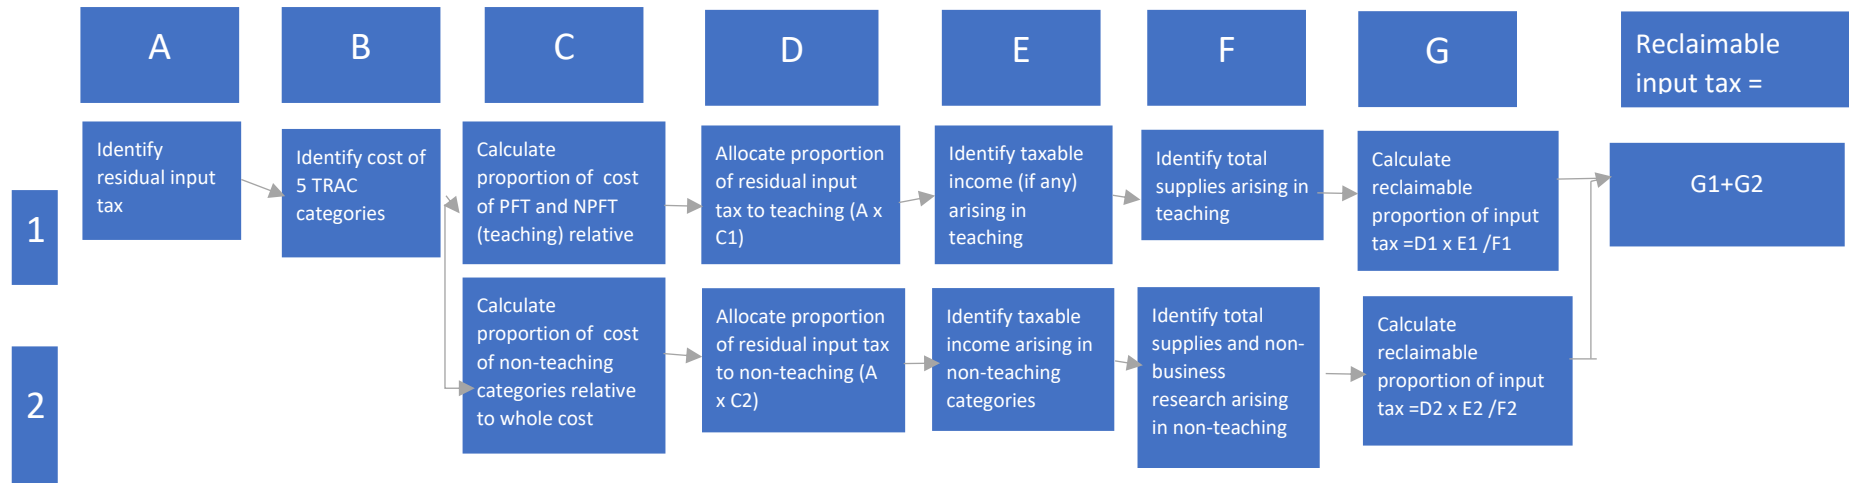 A
B
C
D
E
F
G
Reclaimable
input tax =
1
Identify
residual input
tax
Identify cost of
5 TRAC
categories
Calculate
proportion of cost
of PFT and NPFT
(teaching) relative
Allocate proportion
of residual input
tax to teaching (A x
C1)
Identify taxable
income (if any)
arising in
teaching
Identify total
supplies arising in
teaching
Calculate
reclaimable
proportion of input
tax =D1 x E1 /F1
G1+G2
2
Calculate
proportion of cost
of non-teaching
categories relative
to whole cost
Allocate proportion
of residual input tax
to non-teaching (A
x C2)
Identify taxable
income arising in
non-teaching
categories
Identify total
supplies and non-
business
research arising
in non-teaching
Calculate
reclaimable
proportion of input
tax =D2 x E2 /F2